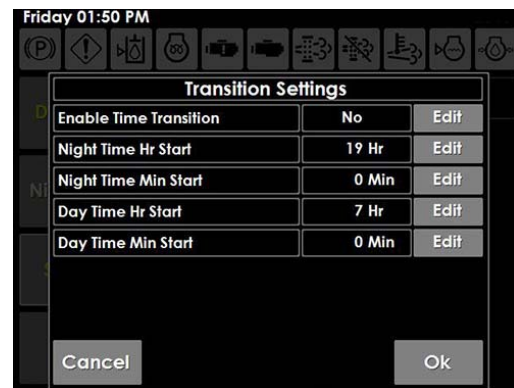 Friday 01:50 PM
Transition Settings
Enable Time Transition No Edit
Night Time Hr Start 19 Hr Edit
Night Time Min Start 0 Min Edit
Day Time Hr Start 7 Hr Edit
Day Time Min Start 0 Min Edit
Cancel Ok